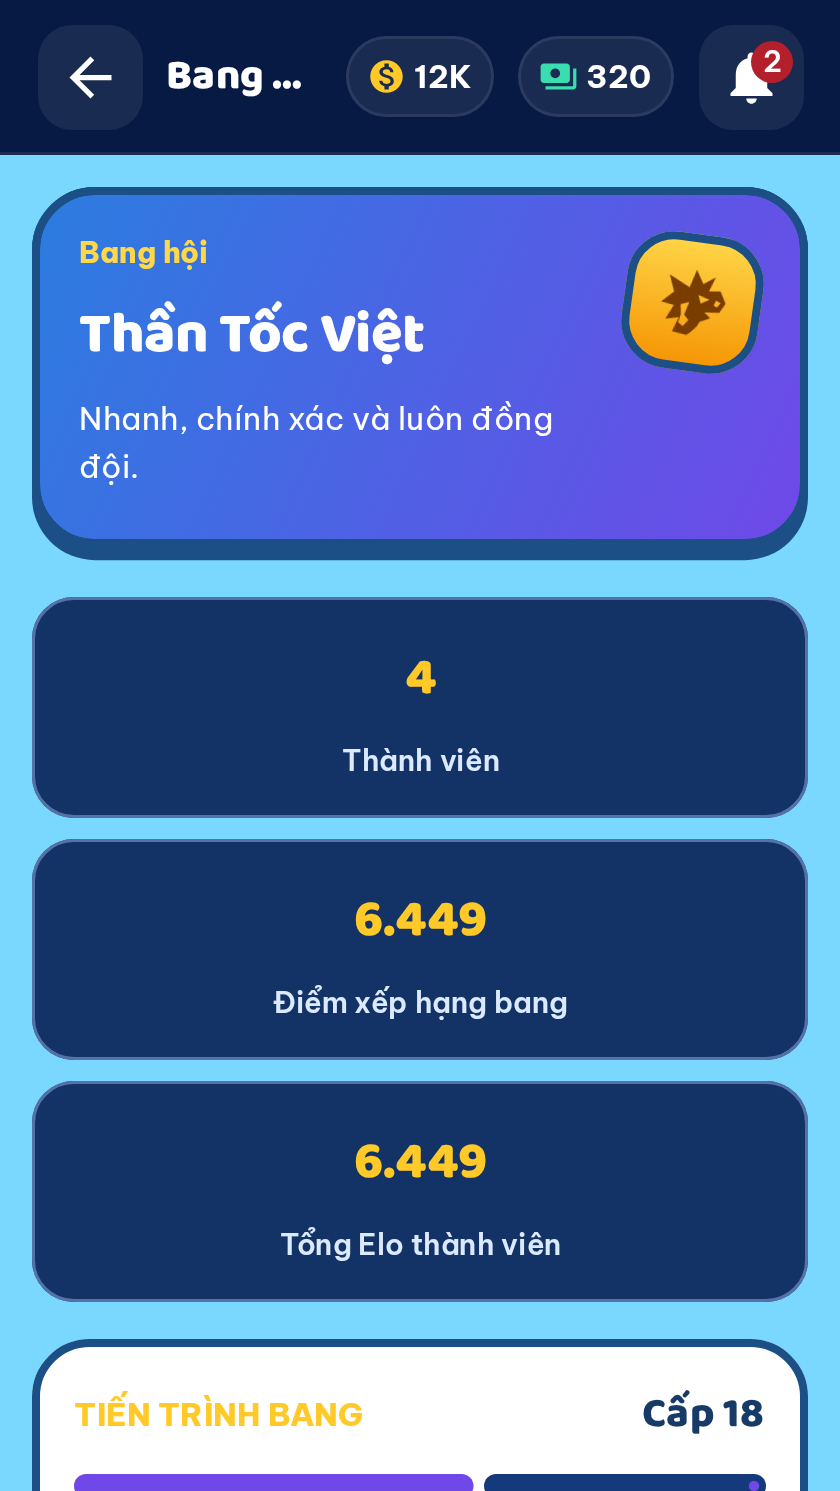 Bang ...
12K
320
2
Bang hội
Thần Tốc Việt
Nhanh, chính xác và luôn đồng
đội.
4
Thành viên
6.449
Điểm xếp hạng bang
6.449
Tổng Elo thành viên
TIẾN TRÌNH BANG
Cấp 18